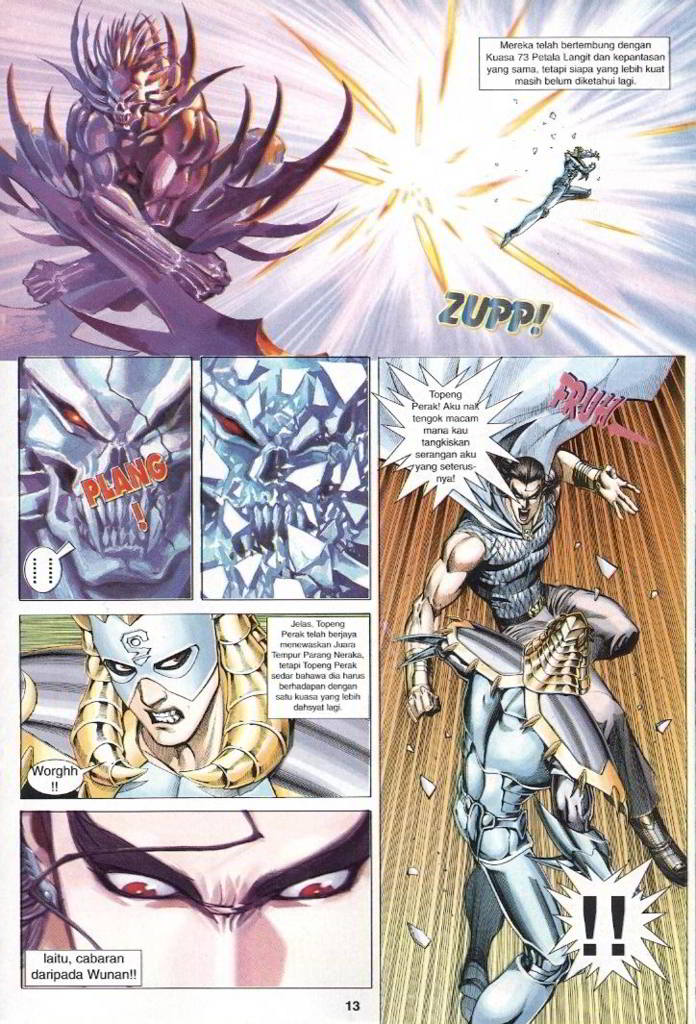 Mereka telah bertembung dengan
Kuasa 73 Petala Langit dan kepantasan
yang sama, tetapi siapa yang lebih kuat
masih belum diketahui lagi.
ZUPP!
PLANG
!
Topeng
Perak! Aku nak
tengok macam
mana kau
tangkiskan
serangan aku
yang seterus-
nya!
FRUH!
Jelas, Topeng
Perak telah berjaya
menewaskan Juara
Tempur Parang Neraka,
tetapi Topeng Perak
sedar bahawa dia harus
berhadapan dengan
satu kuasa yang lebih
dahsyat lagi.
Worghh
!!
Iaitu, cabaran
daripada Wunan!!
!!
13